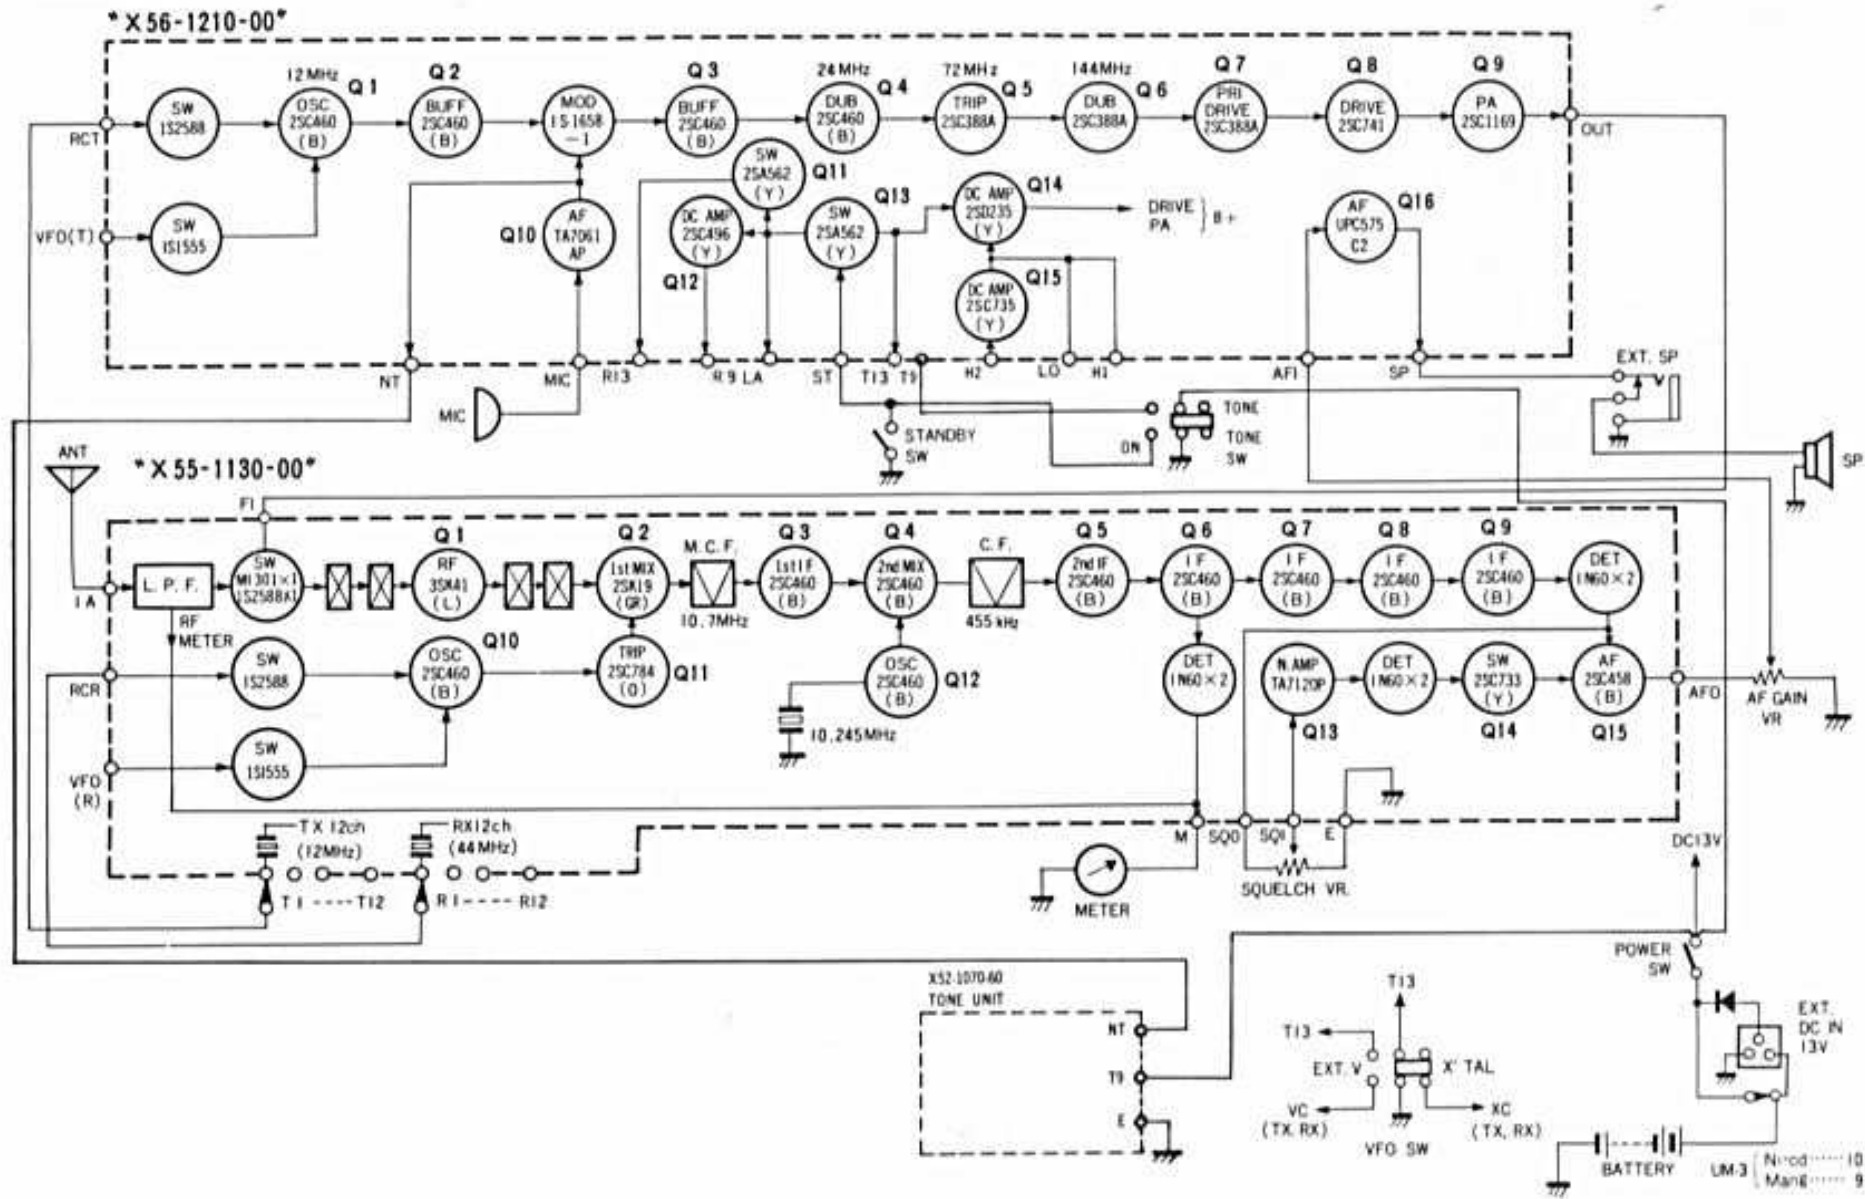 "X56-1210-00"
12MHz
Q1
Q2
Q3
24MHz
Q4
72MHz
Q5
144MHz
Q6
Q7
Q8
Q9
RCT
SW
1S2588
OSC
2SC460
(B)
BUFF
2SC460
(B)
MOD
1S1658
-1
BUFF
2SC460
(B)
DUB
2SC460
(B)
TRIP
2SC388A
DUB
2SC388A
PRI
DRIVE
2SC388A
DRIVE
2SC741
PA
2SC1169
OUT
VFO(T)
SW
1S1555
Q10
AF
TA7061
AP
SW
2SA562
(Y)
Q11
DC AMP
2SC496
(Y)
Q12
SW
2SA562
(Y)
Q13
DC AMP
2SD235
(Y)
Q14
DRIVE
PA
B+
DC AMP
2SC735
(Y)
Q15
AF
UPC575
C2
Q16
NT
MIC
R13
R9
LA
ST
T13
T9
H2
LO
H1
AFI
SP
EXT. SP
MIC
STANDBY
SW
TONE
ON
TONE
SW
SP
ANT
"X55-1130-00"
FI
IA
L.P.F.
RF
METER
SW
MI301×1
1S2588×1
Q1
RF
3SK41
(L)
Q2
1st MIX
2SK19
(GR)
M.C.F.
10.7MHz
Q3
1st IF
2SC460
(B)
Q4
2nd MIX
2SC460
(B)
C.F.
455kHz
Q5
2nd IF
2SC460
(B)
Q6
IF
2SC460
(B)
Q7
IF
2SC460
(B)
Q8
IF
2SC460
(B)
Q9
IF
2SC460
(B)
DET
1N60×2
RCR
SW
1S2588
OSC
2SC460
(B)
Q10
TRIP
2SC784
(O)
Q11
OSC
2SC460
(B)
Q12
10.245MHz
DET
1N60×2
N.AMP
TA7120P
Q13
DET
1N60×2
SW
2SC733
(Y)
Q14
AF
2SC458
(B)
Q15
AFO
AF GAIN
VR
VFO
(R)
SW
1S1555
TX 12ch
(12MHz)
RX12ch
(44MHz)
T1 ----T12
R1----R12
M
SQO
SQI
E
METER
SQUELCH VR.
DC13V
POWER
SW
X52-1070-60
TONE UNIT
NT
T9
E
T13
T13
EXT. V
X'TAL
VC
(TX, RX)
XC
(TX, RX)
VFO SW
EXT.
DC IN
13V
BATTERY
UM-3
10
9